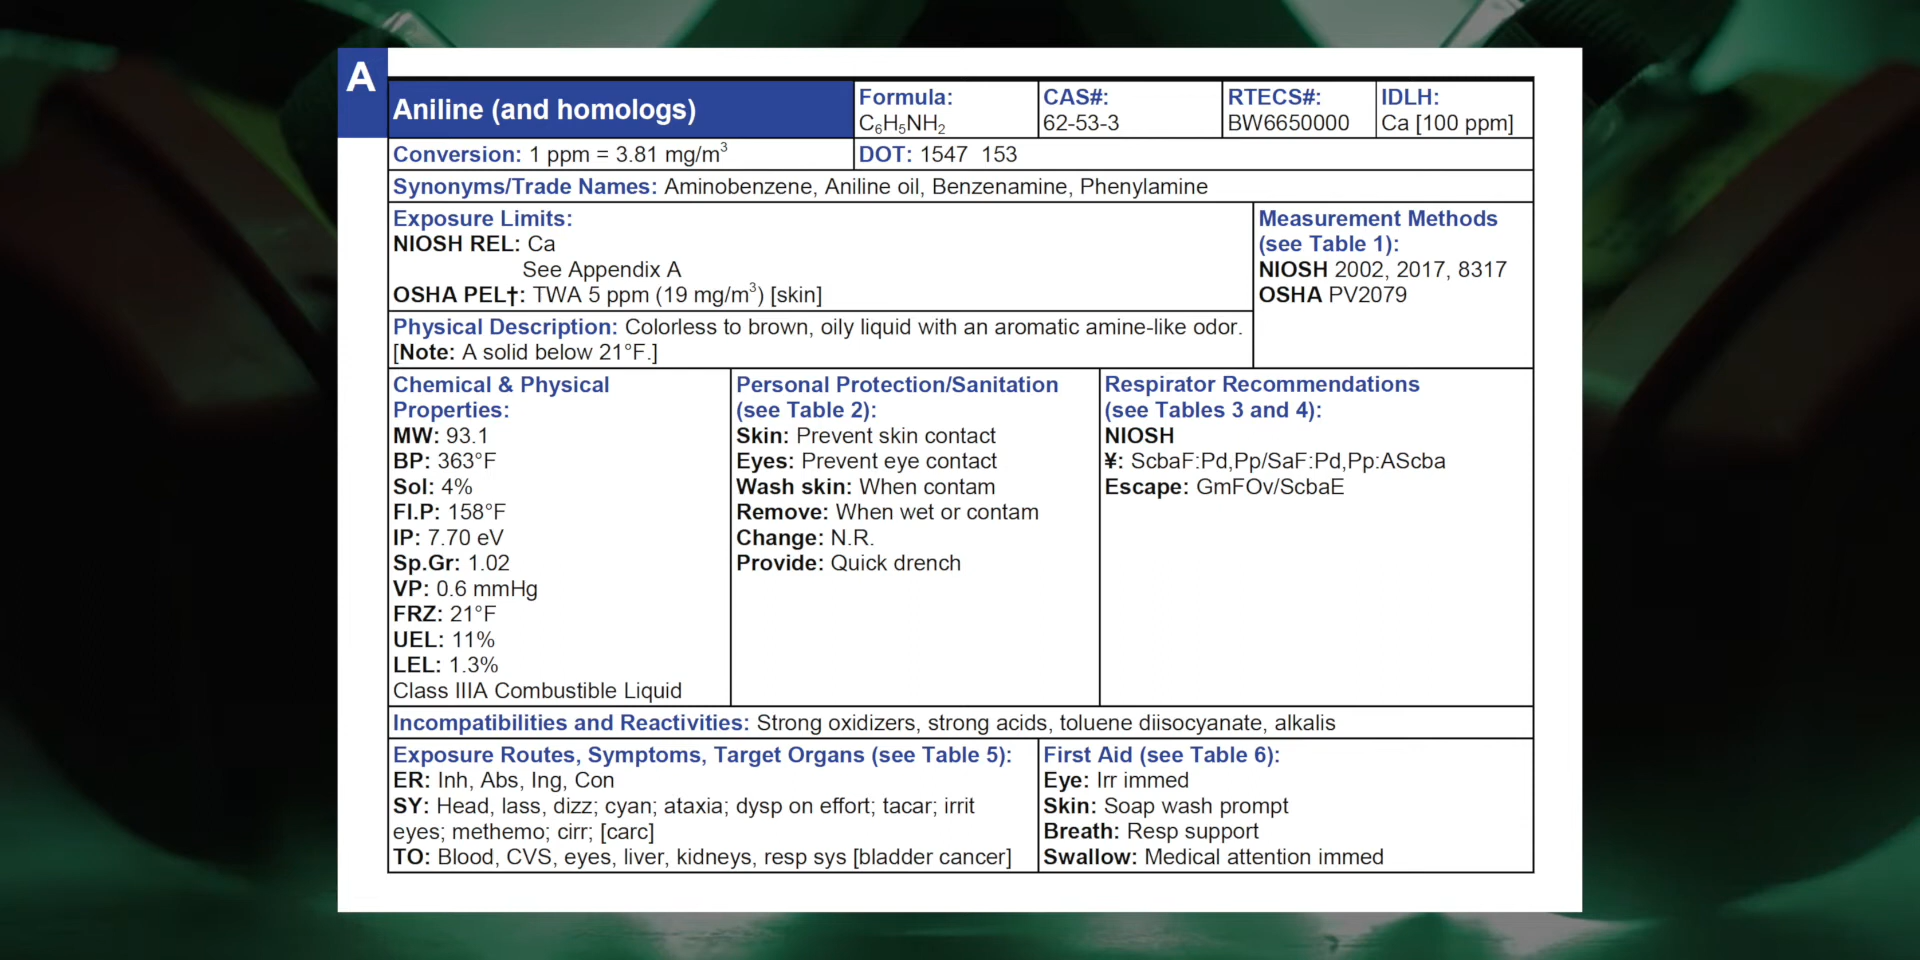 A
Aniline (and homologs)
Formula:
C₆H₅NH₂
CAS#:
62-53-3
RTECS#:
BW6650000
IDLH:
Ca [100 ppm]
Conversion: 1 ppm = 3.81 mg/m³
DOT: 1547 153
Synonyms/Trade Names: Aminobenzene, Aniline oil, Benzenamine, Phenylamine
Exposure Limits:
NIOSH REL: Ca
See Appendix A
OSHA PEL†: TWA 5 ppm (19 mg/m³) [skin]
Measurement Methods
(see Table 1):
NIOSH 2002, 2017, 8317
OSHA PV2079
Physical Description: Colorless to brown, oily liquid with an aromatic amine-like odor.
[Note: A solid below 21°F.]
Chemical & Physical
Properties:
MW: 93.1
BP: 363°F
Sol: 4%
Fl.P: 158°F
IP: 7.70 eV
Sp.Gr: 1.02
VP: 0.6 mmHg
FRZ: 21°F
UEL: 11%
LEL: 1.3%
Class IIIA Combustible Liquid
Personal Protection/Sanitation
(see Table 2):
Skin: Prevent skin contact
Eyes: Prevent eye contact
Wash skin: When contam
Remove: When wet or contam
Change: N.R.
Provide: Quick drench
Respirator Recommendations
(see Tables 3 and 4):
NIOSH
¥: ScbaF:Pd,Pp/SaF:Pd,Pp:AScba
Escape: GmFOv/ScbaE
Incompatibilities and Reactivities: Strong oxidizers, strong acids, toluene diisocyanate, alkalis
Exposure Routes, Symptoms, Target Organs (see Table 5):
ER: Inh, Abs, Ing, Con
SY: Head, lass, dizz; cyan; ataxia; dysp on effort; tacar; irrit
eyes; methemo; cirr; [carc]
TO: Blood, CVS, eyes, liver, kidneys, resp sys [bladder cancer]
First Aid (see Table 6):
Eye: Irr immed
Skin: Soap wash prompt
Breath: Resp support
Swallow: Medical attention immed